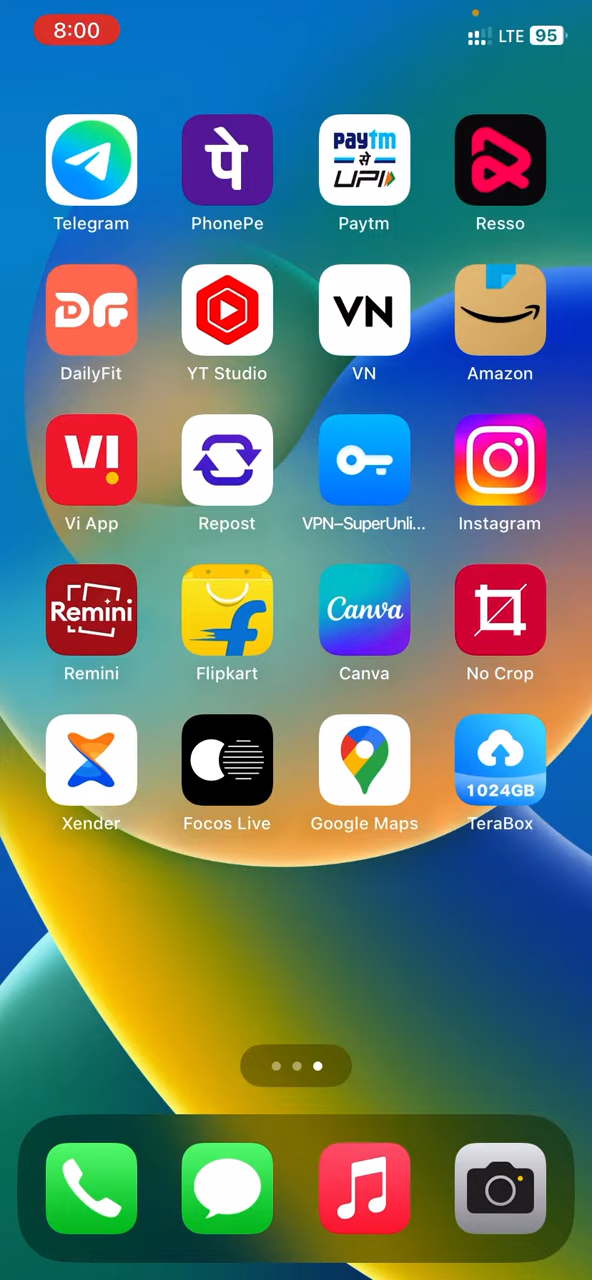 8:00
LTE 95
पे
paytm
से
UPI
Telegram
PhonePe
Paytm
Resso
DF
VN
DailyFit
YT Studio
VN
Amazon
VI
Vi App
Repost
VPN–SuperUnli...
Instagram
Remini
f
Canva
Remini
Flipkart
Canva
No Crop
1024GB
Xender
Focos Live
Google Maps
TeraBox